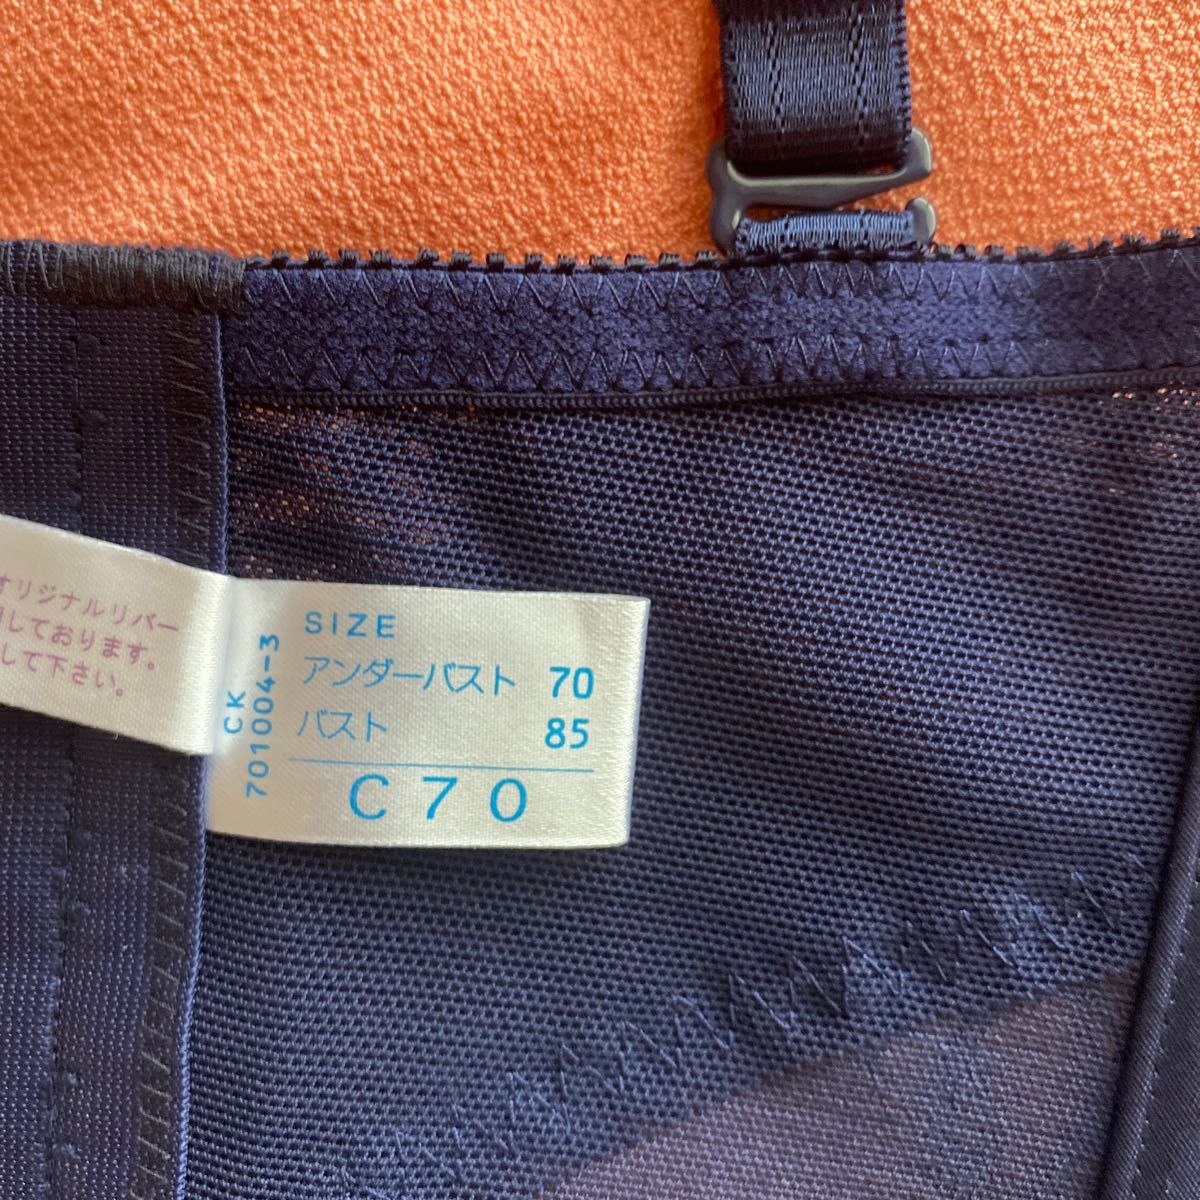 オリジナルリバー
しております。
して下さい。
CK
701004-3
SIZE
アンダーバスト 70
バスト 85
C70